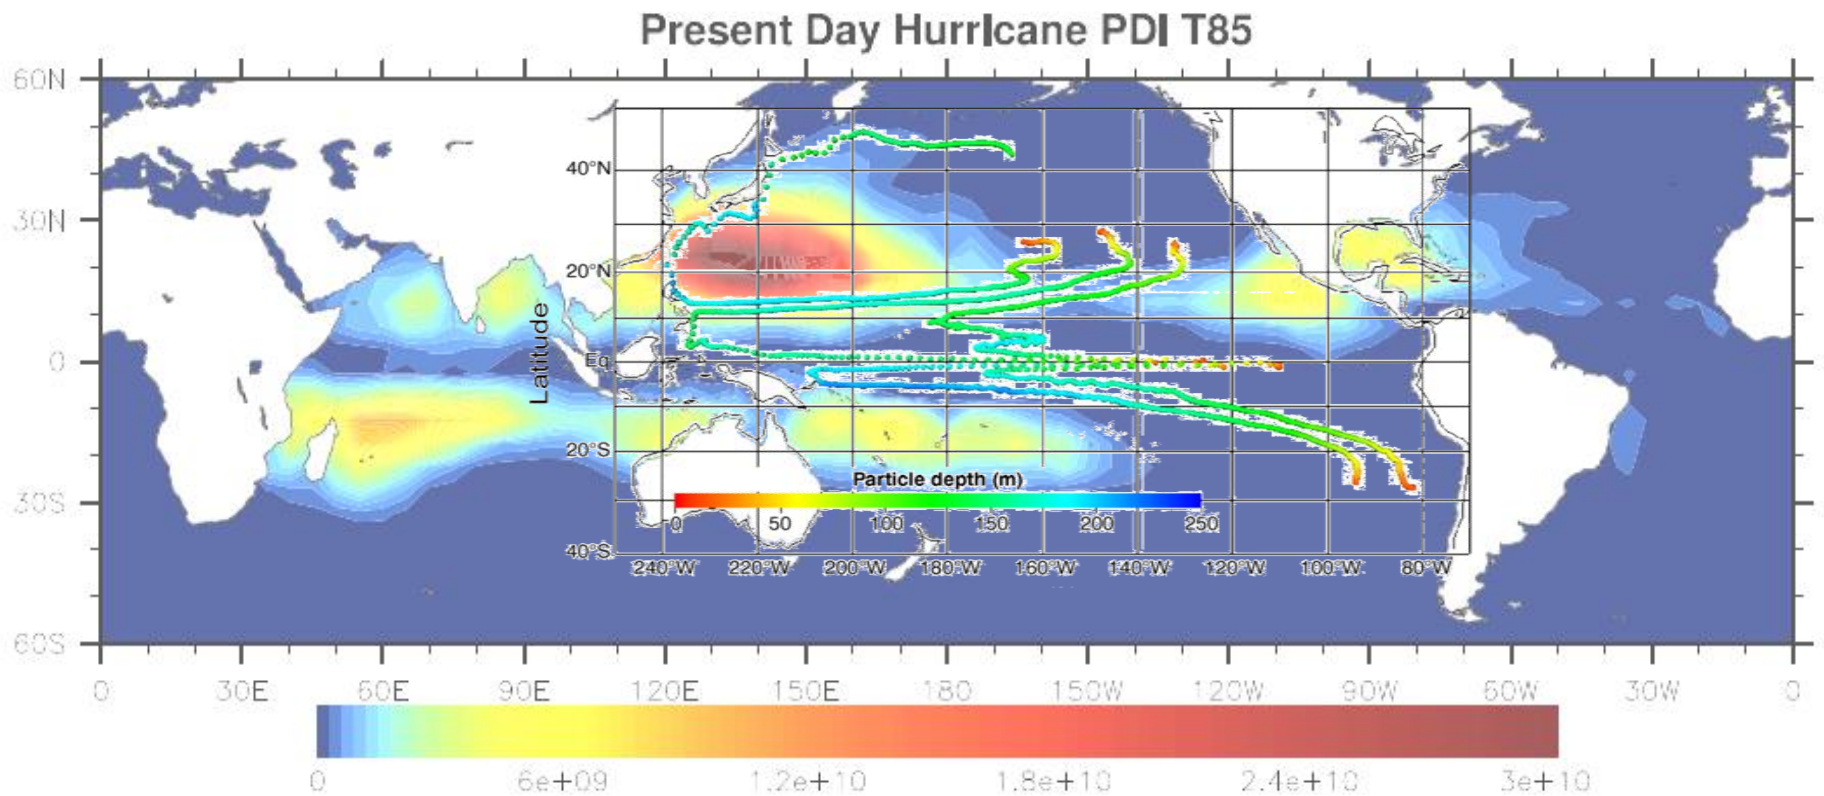 Present Day Hurricane PDI T85
60N
30N
0
30S
60S
40°N
20°N
Eq
20°S
40°S
Latitude
Particle depth (m)
0 50 100 150 200 250
240°W 220°W 200°W 180°W 160°W 140°W 120°W 100°W 80°W
0 30E 60E 90E 120E 150E 180 150W 120W 90W 60W 30W 0
0 6e+09 1.2e+10 1.8e+10 2.4e+10 3e+10